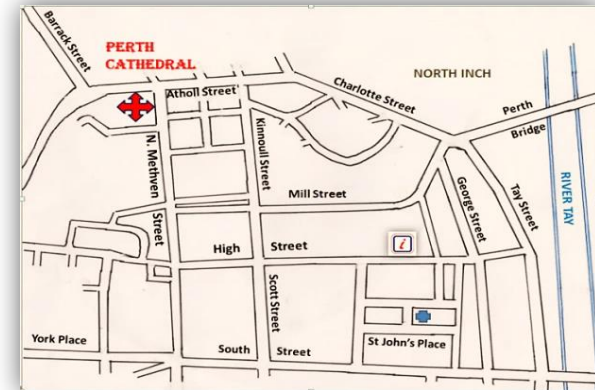 Barrack Street
PERTH
CATHEDRAL
NORTH INCH
Atholl Street
Charlotte Street
Perth
Bridge
N. Methven
Street
Kinnoull Street
Mill Street
George Street
Tay Street
RIVER TAY
High Street
i
Scott Street
York Place
South Street
St John's Place